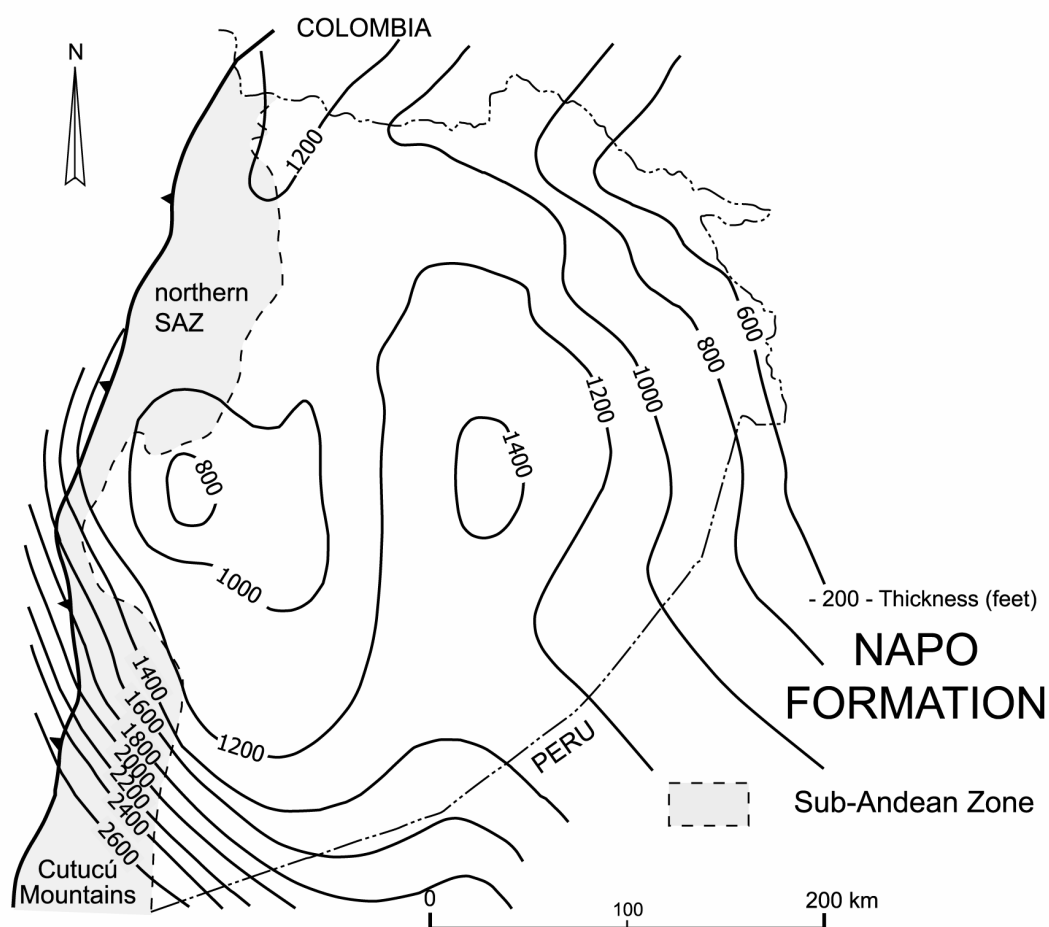 COLOMBIA
N
1200
northern
SAZ
600
800
1000
1200
1400
800
1000
- 200 - Thickness (feet)
NAPO
FORMATION
1400
1600
1800
2000
2200
2400
2600
1200
PERU
Sub-Andean Zone
Cutucú
Mountains
0
100
200 km